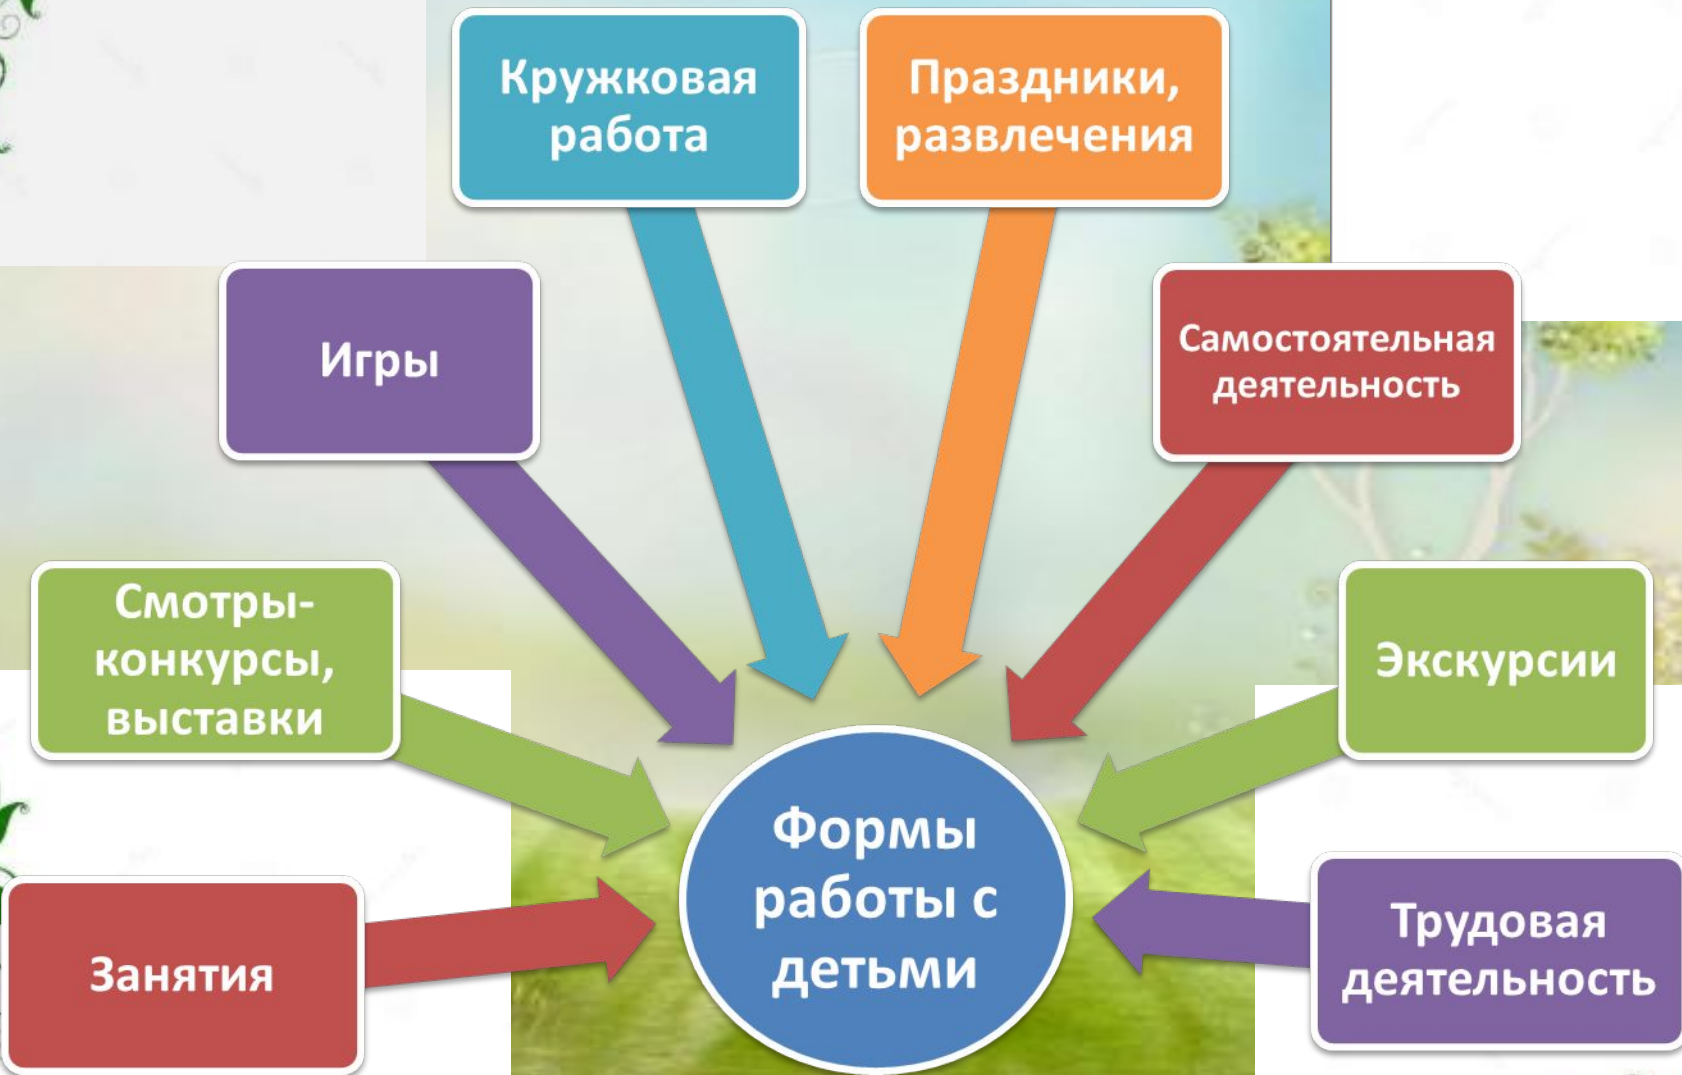 Кружковая
работа
Праздники,
развлечения
Игры
Самостоятельная
деятельность
Смотры-
конкурсы,
выставки
Экскурсии
Формы
работы с
детьми
Занятия
Трудовая
деятельность